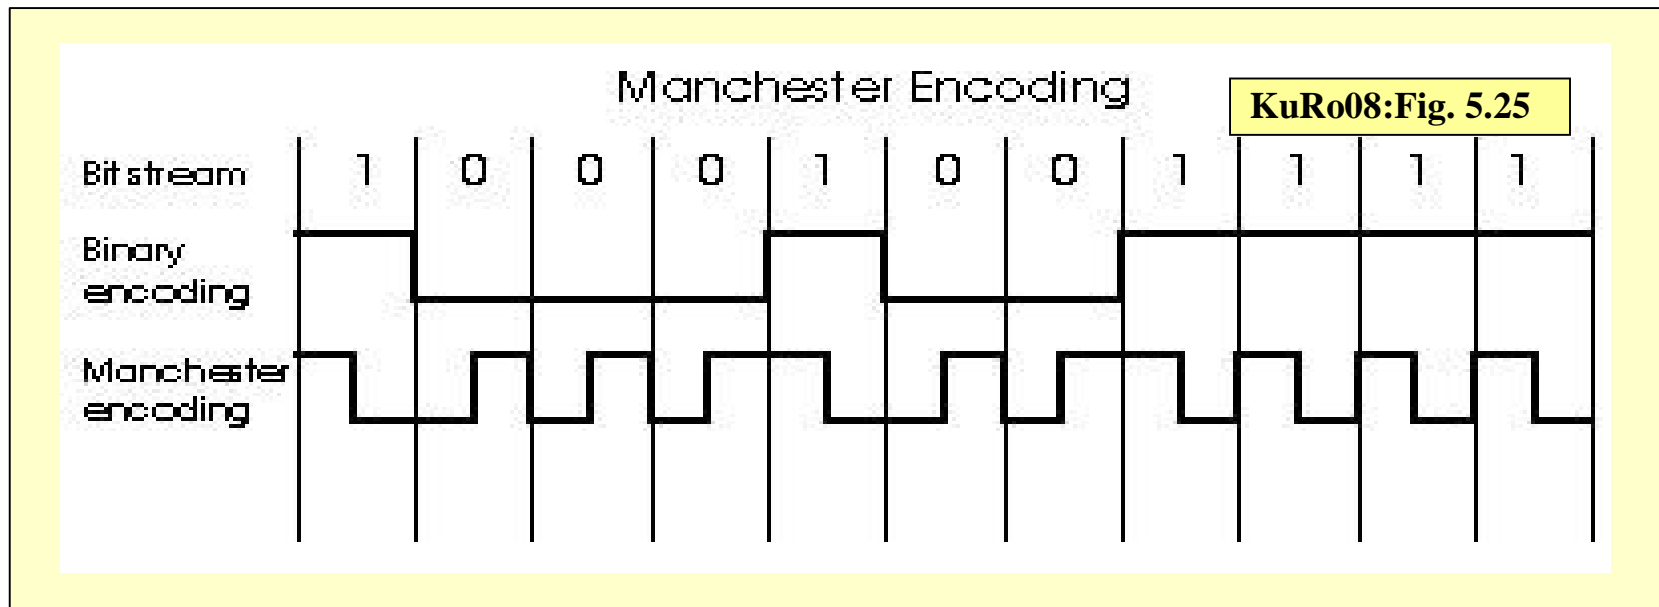 Manchester Encoding
KuRo08:Fig. 5.25
Bit stream 1 0 0 0 1 0 0 1 1 1 1
Binary
encoding
Manchester
encoding